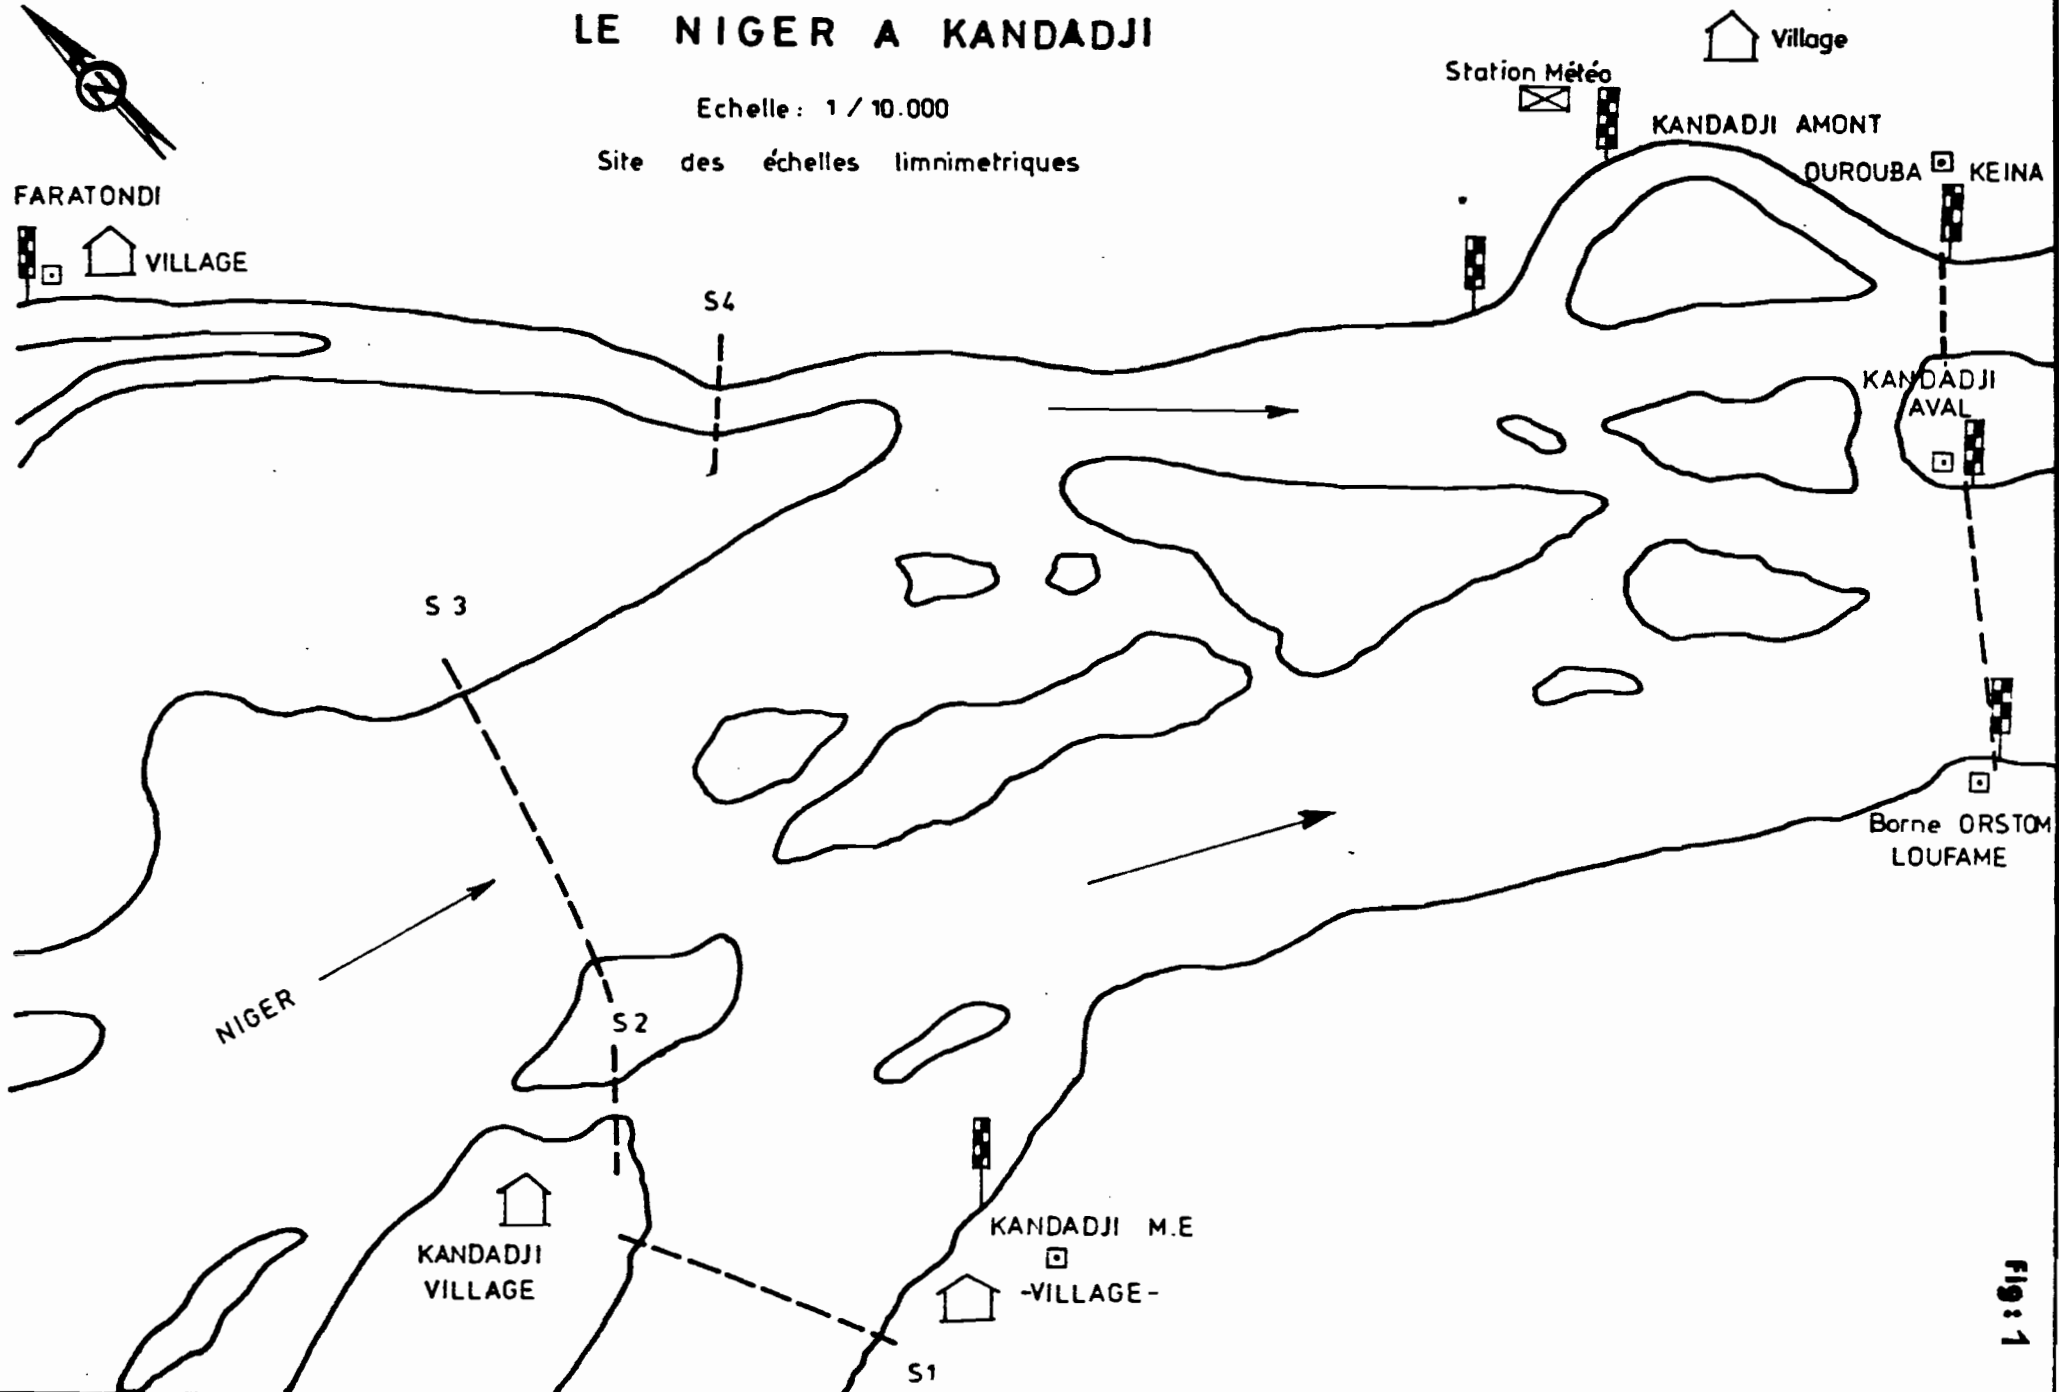 LE NIGER A KANDADJI
Echelle: 1 / 10.000
Site des échelles limnimetriques
N
Village
Station Météo
KANDADJI AMONT
OUROUBA KEINA
FARATONDI
VILLAGE
S4
KANDADJI
AVAL
S 3
Borne ORSTOM
LOUFAME
NIGER
S2
KANDADJI
VILLAGE
KANDADJI M.E
-VILLAGE-
S1
Fig: 1